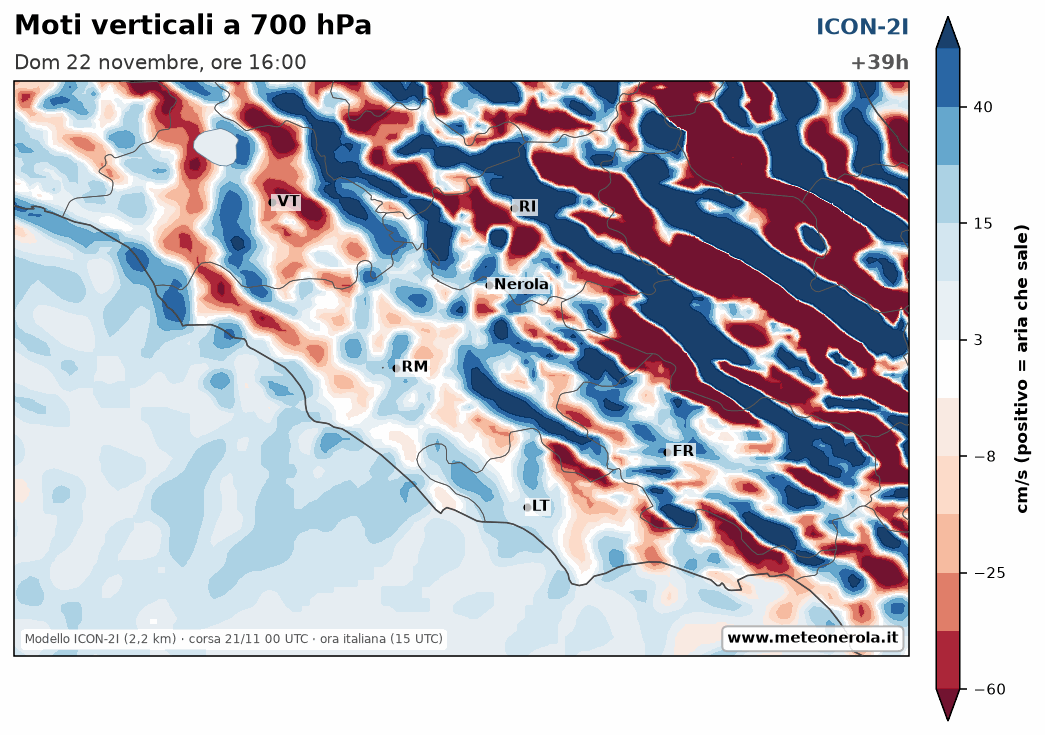 Moti verticali a 700 hPa
ICON-2I
Dom 22 novembre, ore 16:00
+39h
40
15
3
−8
−25
−60
cm/s (positivo = aria che sale)
VT
RI
Nerola
RM
FR
LT
Modello ICON-2I (2,2 km) · corsa 21/11 00 UTC · ora italiana (15 UTC)
www.meteonerola.it